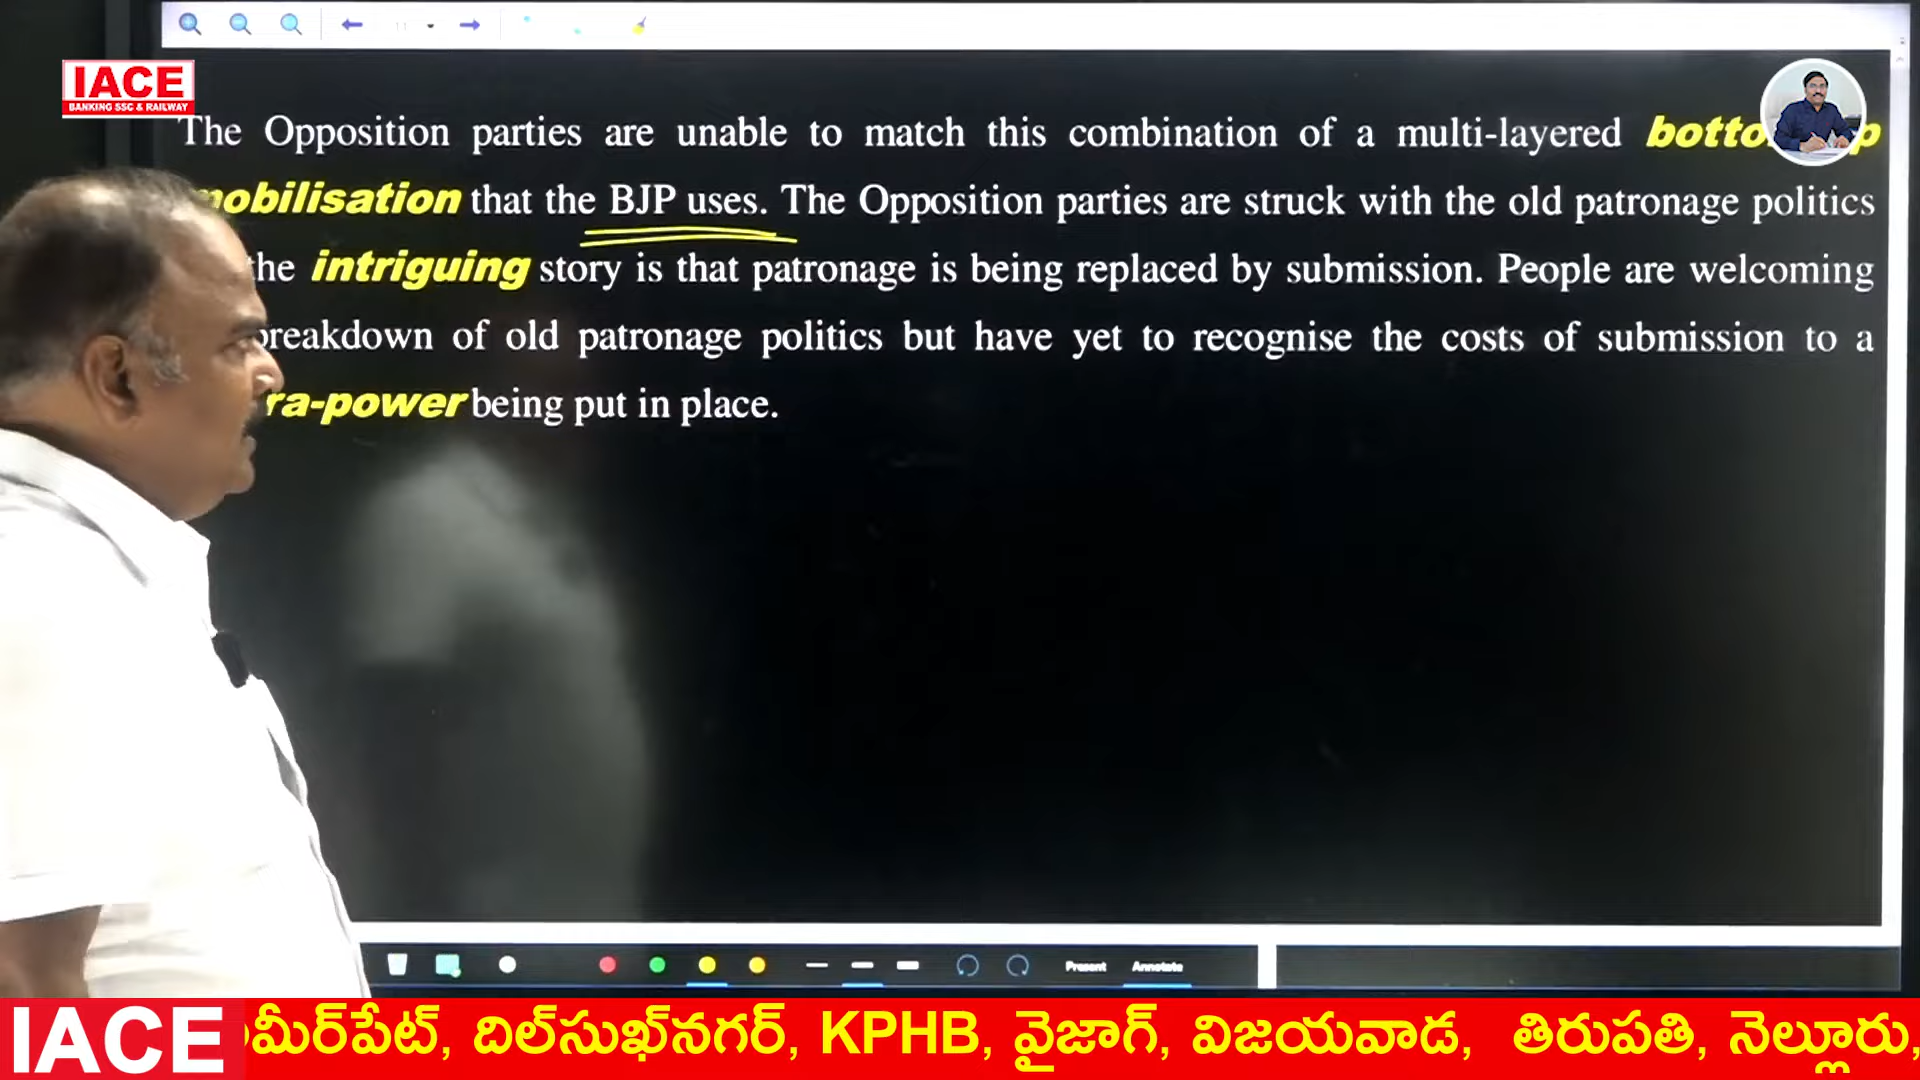 IACE
BANKING SSC & RAILWAY
The Opposition parties are unable to match this combination of a multi-layered
mobilisation that the BJP uses. The Opposition parties are struck with the old patronage politics
the intriguing story is that patronage is being replaced by submission. People are welcoming
breakdown of old patronage politics but have yet to recognise the costs of submission to a
ra-power being put in place.
Present Annotate
IACE మీర్‌పేట్, దిల్‌సుఖ్‌నగర్, KPHB, వైజాగ్, విజయవాడ, తిరుపతి, నెల్లూరు,